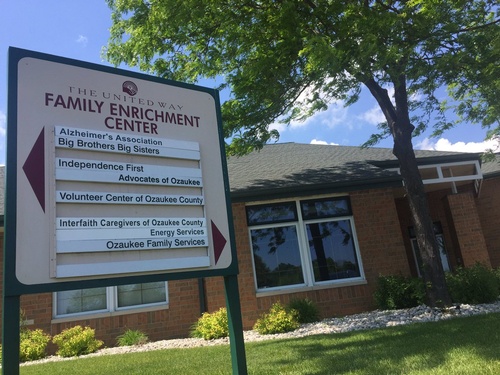 THE UNITED WAY
FAMILY ENRICHMENT
CENTER
Alzheimer's Association
Big Brothers Big Sisters
Independence First
Advocates of Ozaukee
Volunteer Center of Ozaukee County
Interfaith Caregivers of Ozaukee County
Energy Services
Ozaukee Family Services